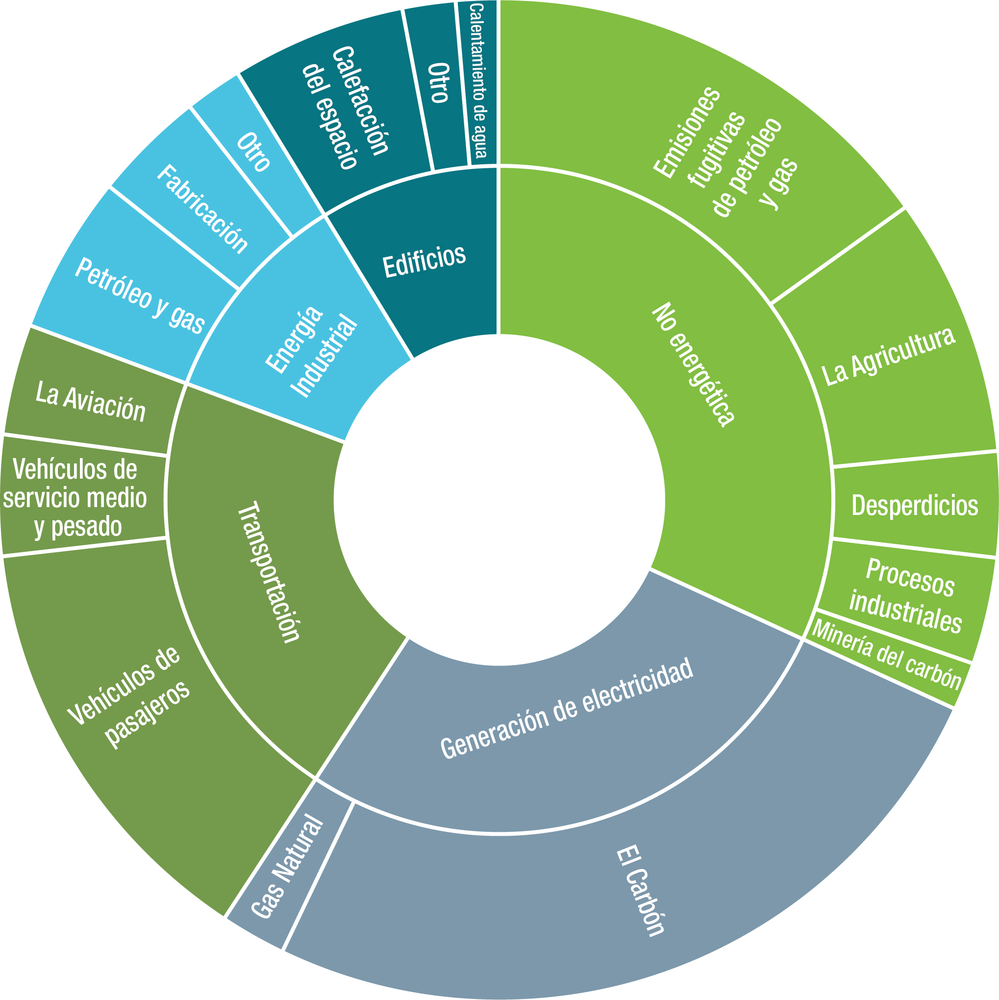 Emisiones
fugitivas
de petróleo
y gas
La Agricultura
Desperdicios
Procesos
industriales
Minería del carbón
No energética
El Carbón
Gas Natural
Generación de electricidad
Vehículos de
pasajeros
Vehículos de
servicio medio
y pesado
La Aviación
Transportación
Petróleo y gas
Fabricación
Otro
Energía
Industrial
Calefacción
del espacio
Otro
Calentamiento de agua
Edificios